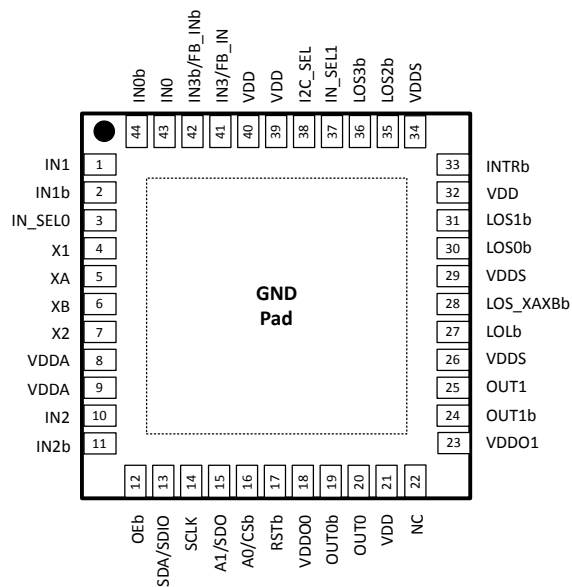 IN0b
IN0
IN3b/FB_INb
IN3/FB_IN
VDD
VDD
I2C_SEL
IN_SEL1
LOS3b
LOS2b
VDDS
44
43
42
41
40
39
38
37
36
35
34
IN1 1
IN1b 2
IN_SEL0 3
X1 4
XA 5
XB 6
X2 7
VDDA 8
VDDA 9
IN2 10
IN2b 11
GND
Pad
33 INTRb
32 VDD
31 LOS1b
30 LOS0b
29 VDDS
28 LOS_XAXBb
27 LOLb
26 VDDS
25 OUT1
24 OUT1b
23 VDDO1
12
13
14
15
16
17
18
19
20
21
22
OEb
SDA/SDIO
SCLK
A1/SDO
A0/CSb
RSTb
VDDO0
OUT0b
OUT0
VDD
NC